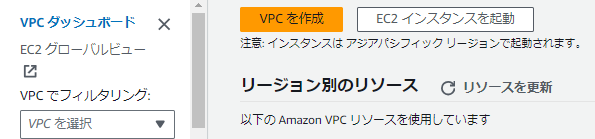 VPC ダッシュボード
EC2 グローバルビュー
VPC でフィルタリング:
VPC を選択
VPC を作成
EC2 インスタンスを起動
注意: インスタンスは アジアパシフィック リージョンで起動されます。
リージョン別のリソース
リソースを更新
以下の Amazon VPC リソースを使用しています